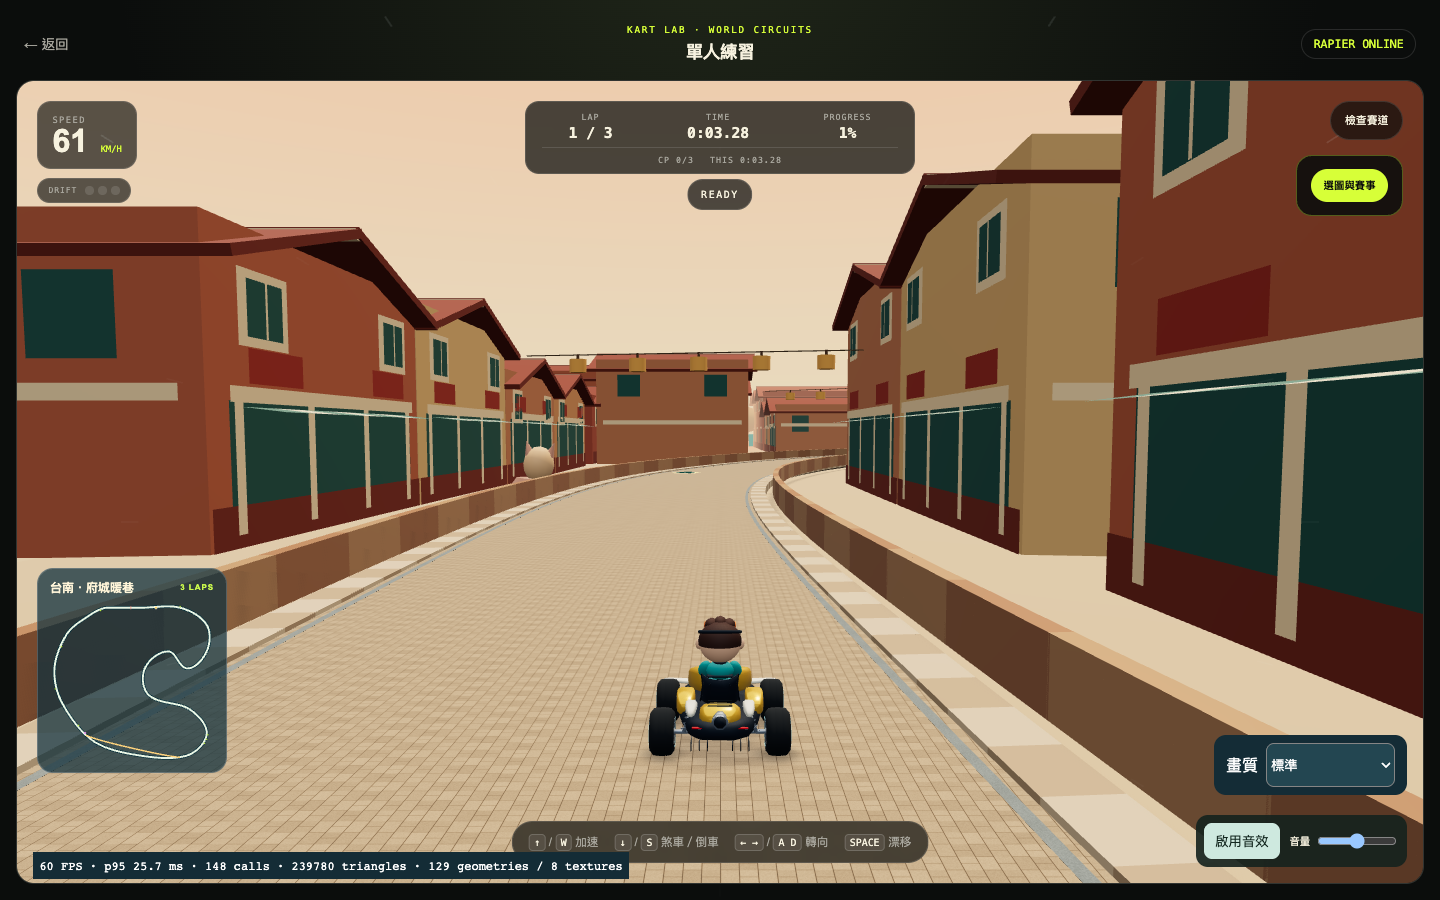 ← 返回
KART LAB · WORLD CIRCUITS
單人練習
RAPIER ONLINE
SPEED
61 KM/H
DRIFT
LAP TIME PROGRESS
1 / 3 0:03.28 1%
CP 0/3 THIS 0:03.28
READY
檢查賽道
選圖與賽事
台南・府城暖巷 3 LAPS
畫質 標準
啟用音效 音量
↑ / W 加速 ↓ / S 煞車 / 倒車 ← → / A D 轉向 SPACE 漂移
60 FPS · p95 25.7 ms · 148 calls · 239780 triangles · 129 geometries / 8 textures